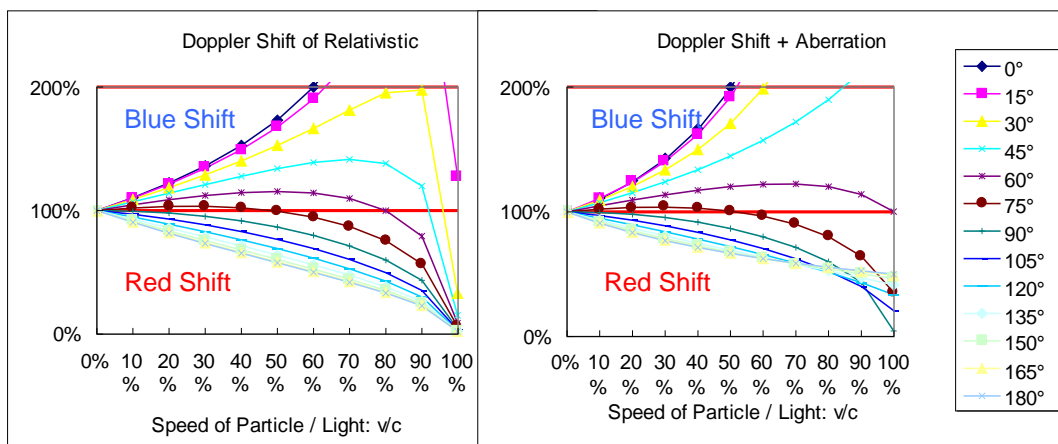 Doppler Shift of Relativistic
200%
Blue Shift
100%
Red Shift
0%
0% 10 20 30 40 50 60 70 80 90 100
% % % % % % % % % %
Speed of Particle / Light: v/c
Doppler Shift + Aberration
200%
Blue Shift
100%
Red Shift
0%
0% 10 20 30 40 50 60 70 80 90 100
% % % % % % % % % %
Speed of Particle / Light: v/c
0°
15°
30°
45°
60°
75°
90°
105°
120°
135°
150°
165°
180°